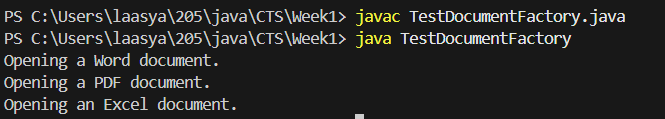 PS C:\Users\laasya\205\java\CTS\Week1> javac TestDocumentFactory.java
PS C:\Users\laasya\205\java\CTS\Week1> java TestDocumentFactory
Opening a Word document.
Opening a PDF document.
Opening an Excel document.